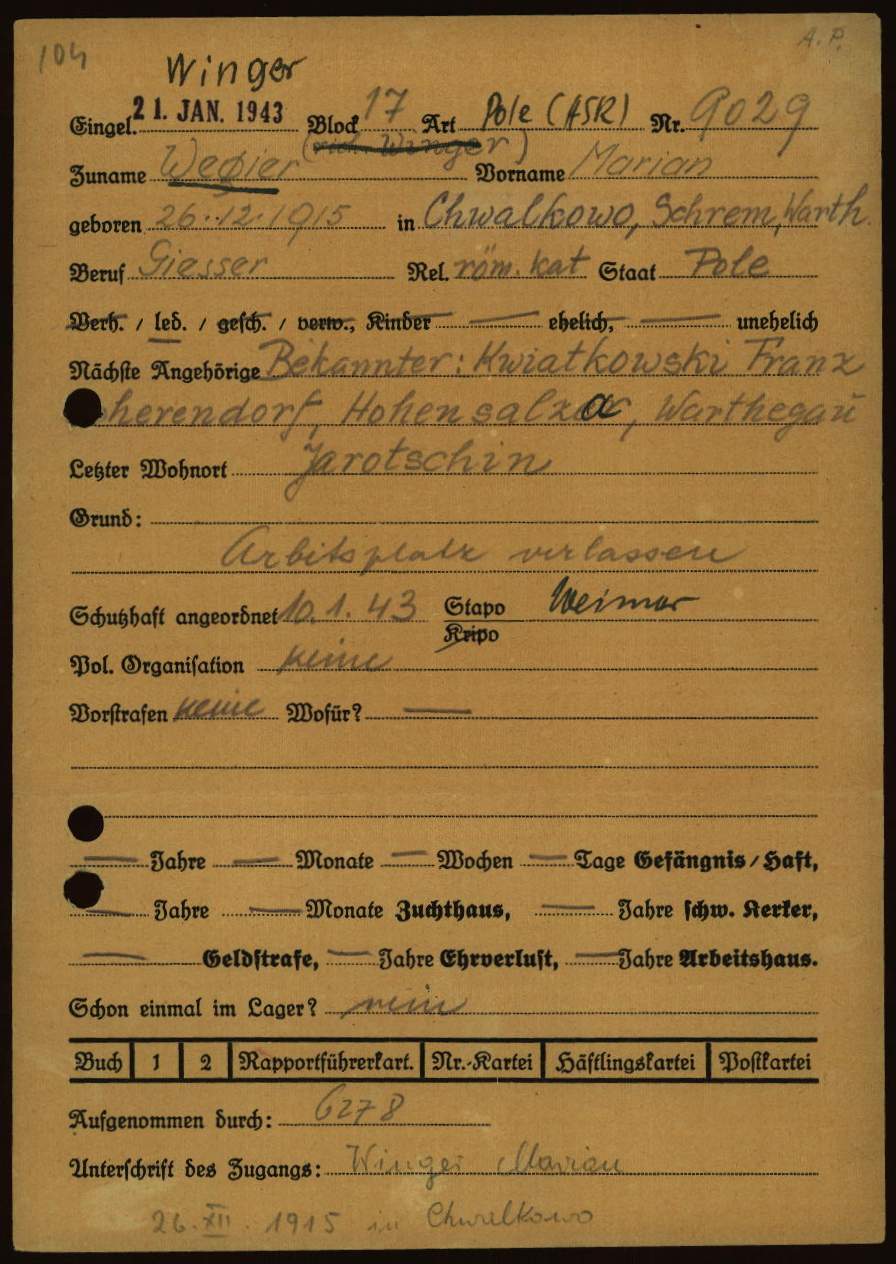 104
A. P.
Winger
Eingel. 21. JAN. 1943 Block 17 Art Pole (ASR) Nr. 9029
(richt. Winger)
Zuname Wegier Vorname Marian
geboren 26.12.1915 in Chwalkowo, Schrem, Warth.
Beruf Giesser Rel. röm. kat Staat Pole
Verh. / led. / gesch. / verw., Kinder — ehelich, — unehelich
Nächste Angehörige Bekannter: Kwiatkowski Franz
Hohensalza, Warthegau
Letzter Wohnort Jarotschin
Grund:
Arbitsplatz verlassen
Schutzhaft angeordnet 10.1.43 Stapo Weimar
Kripo
Pol. Organisation keine
Vorstrafen keine Wofür? —
— Jahre — Monate — Wochen — Tage Gefängnis/Haft,
— Jahre — Monate Zuchthaus, — Jahre schw. Kerker,
— Geldstrafe, — Jahre Ehrverlust, — Jahre Arbeitshaus.
Schon einmal im Lager? nein
Buch 1 2 Rapportführerkart. Nr.-Kartei Häftlingskartei Postkartei
Aufgenommen durch: 6278
Unterschrift des Zugangs: Winger Marian
26. XII. 1915 in Chwalkowo